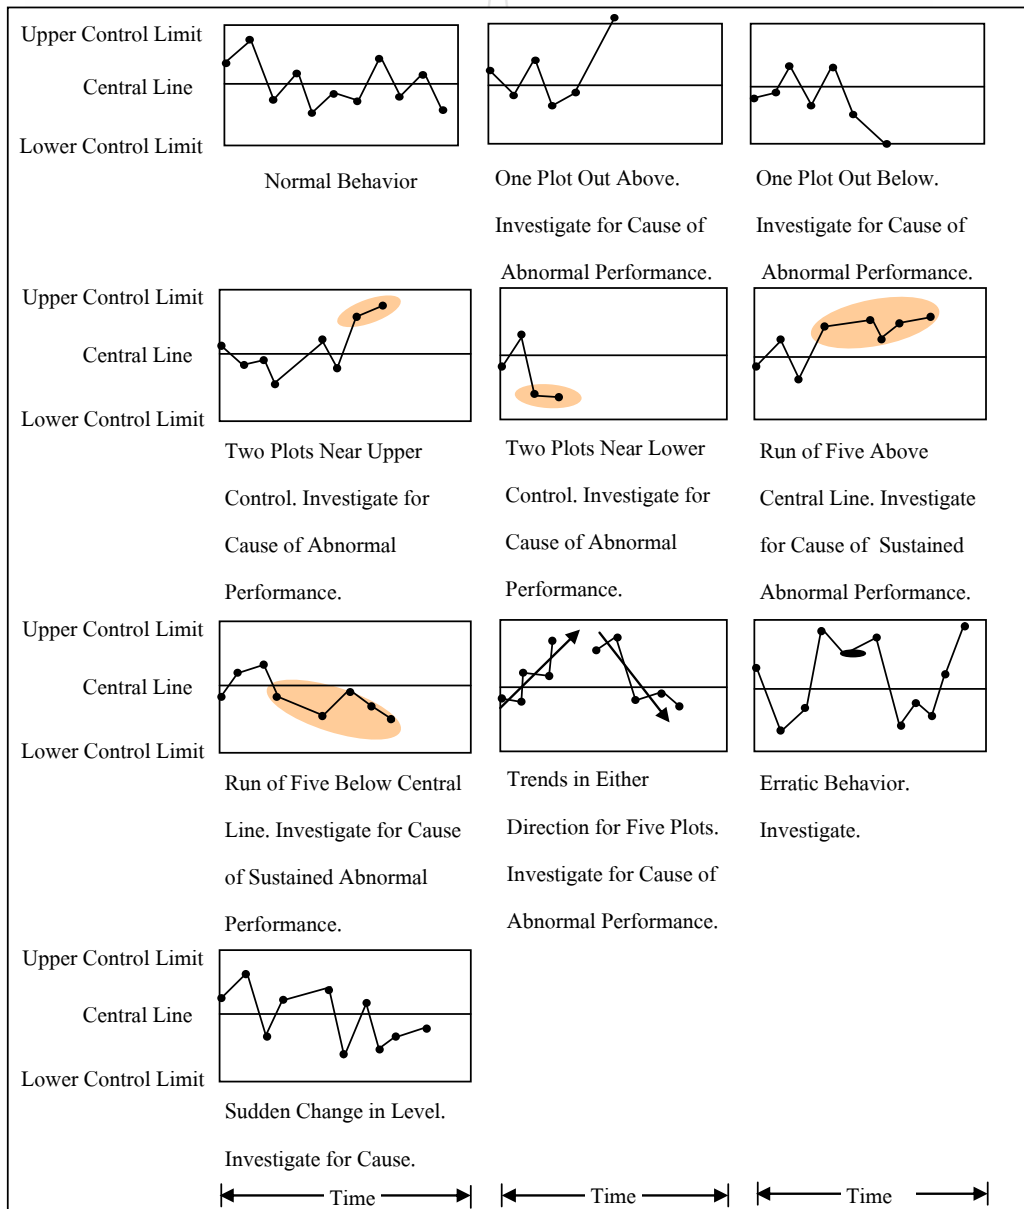 Upper Control Limit
Central Line
Lower Control Limit
Normal Behavior
One Plot Out Above.
Investigate for Cause of
Abnormal Performance.
One Plot Out Below.
Investigate for Cause of
Abnormal Performance.
Upper Control Limit
Central Line
Lower Control Limit
Two Plots Near Upper
Control. Investigate for
Cause of Abnormal
Performance.
Two Plots Near Lower
Control. Investigate for
Cause of Abnormal
Performance.
Run of Five Above
Central Line. Investigate
for Cause of Sustained
Abnormal Performance.
Upper Control Limit
Central Line
Lower Control Limit
Run of Five Below Central
Line. Investigate for Cause
of Sustained Abnormal
Performance.
Trends in Either
Direction for Five Plots.
Investigate for Cause of
Abnormal Performance.
Erratic Behavior.
Investigate.
Upper Control Limit
Central Line
Lower Control Limit
Sudden Change in Level.
Investigate for Cause.
Time
Time
Time